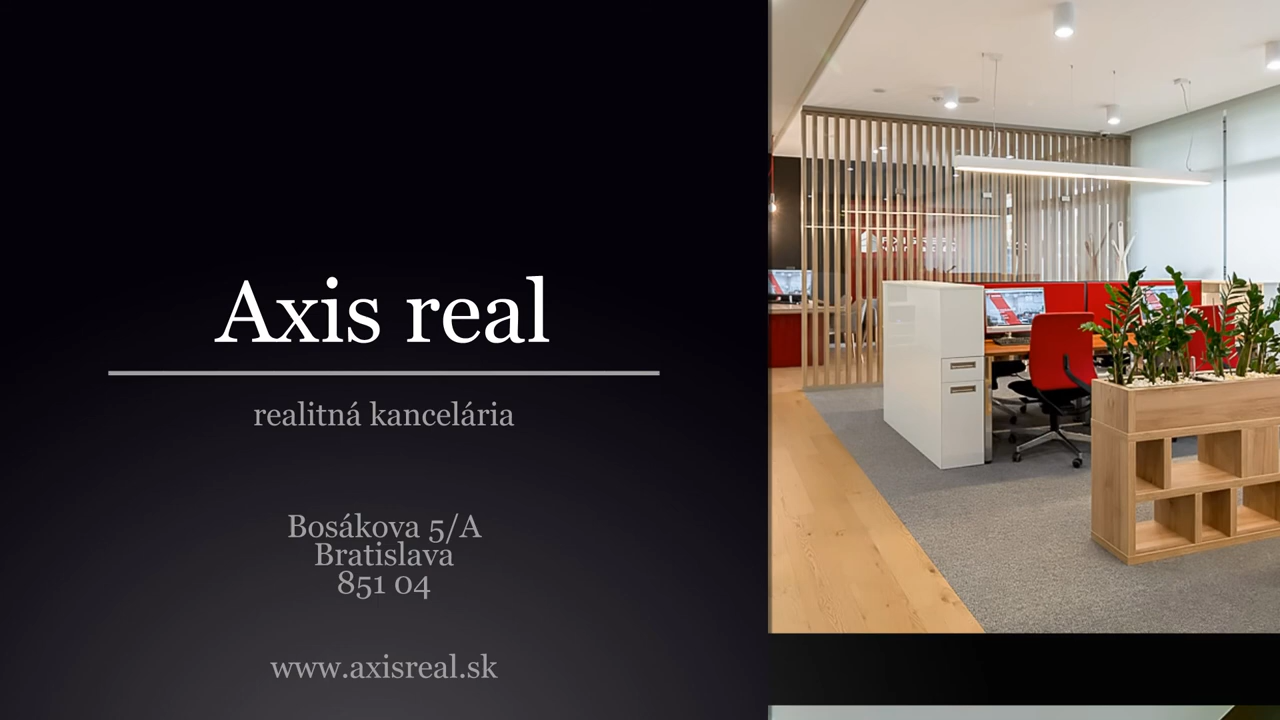 Axis real
realitná kancelária
Bosákova 5/A
Bratislava
851 04
www.axisreal.sk